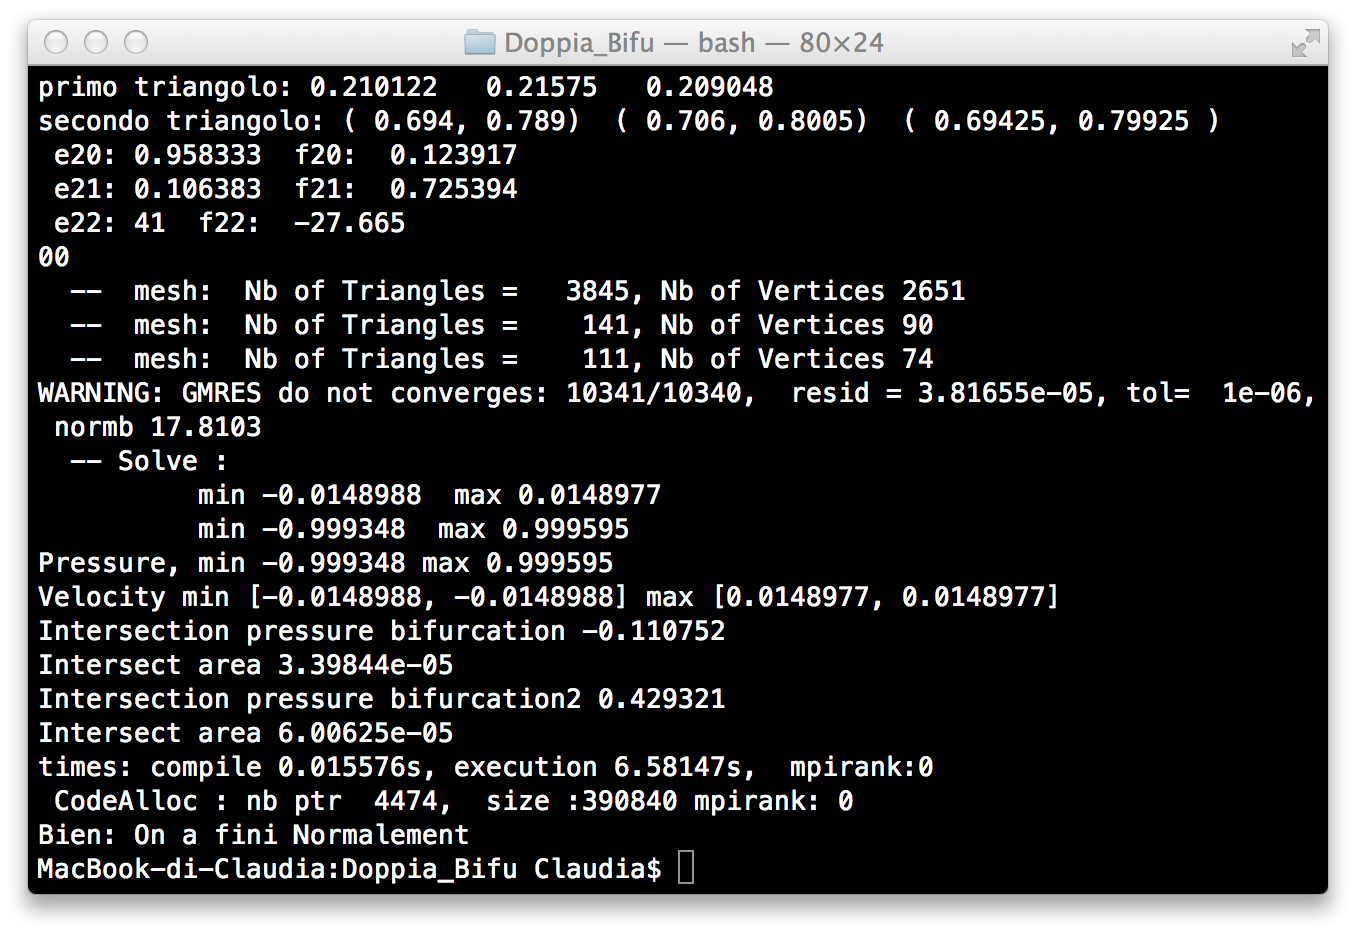 Doppia_Bifu — bash — 80×24
primo triangolo: 0.210122   0.21575   0.209048
secondo triangolo: ( 0.694, 0.789)  ( 0.706, 0.8005)  ( 0.69425, 0.79925 )
 e20: 0.958333  f20:  0.123917
 e21: 0.106383  f21:  0.725394
 e22: 41  f22:  -27.665
00
  --  mesh:  Nb of Triangles =   3845, Nb of Vertices 2651
  --  mesh:  Nb of Triangles =    141, Nb of Vertices 90
  --  mesh:  Nb of Triangles =    111, Nb of Vertices 74
WARNING: GMRES do not converges: 10341/10340,  resid = 3.81655e-05, tol=  1e-06,
 normb 17.8103
  -- Solve :
          min -0.0148988  max 0.0148977
          min -0.999348  max 0.999595
Pressure, min -0.999348 max 0.999595
Velocity min [-0.0148988, -0.0148988] max [0.0148977, 0.0148977]
Intersection pressure bifurcation -0.110752
Intersect area 3.39844e-05
Intersection pressure bifurcation2 0.429321
Intersect area 6.00625e-05
times: compile 0.015576s, execution 6.58147s,  mpirank:0
 CodeAlloc : nb ptr  4474,  size :390840 mpirank: 0
Bien: On a fini Normalement
MacBook-di-Claudia:Doppia_Bifu Claudia$